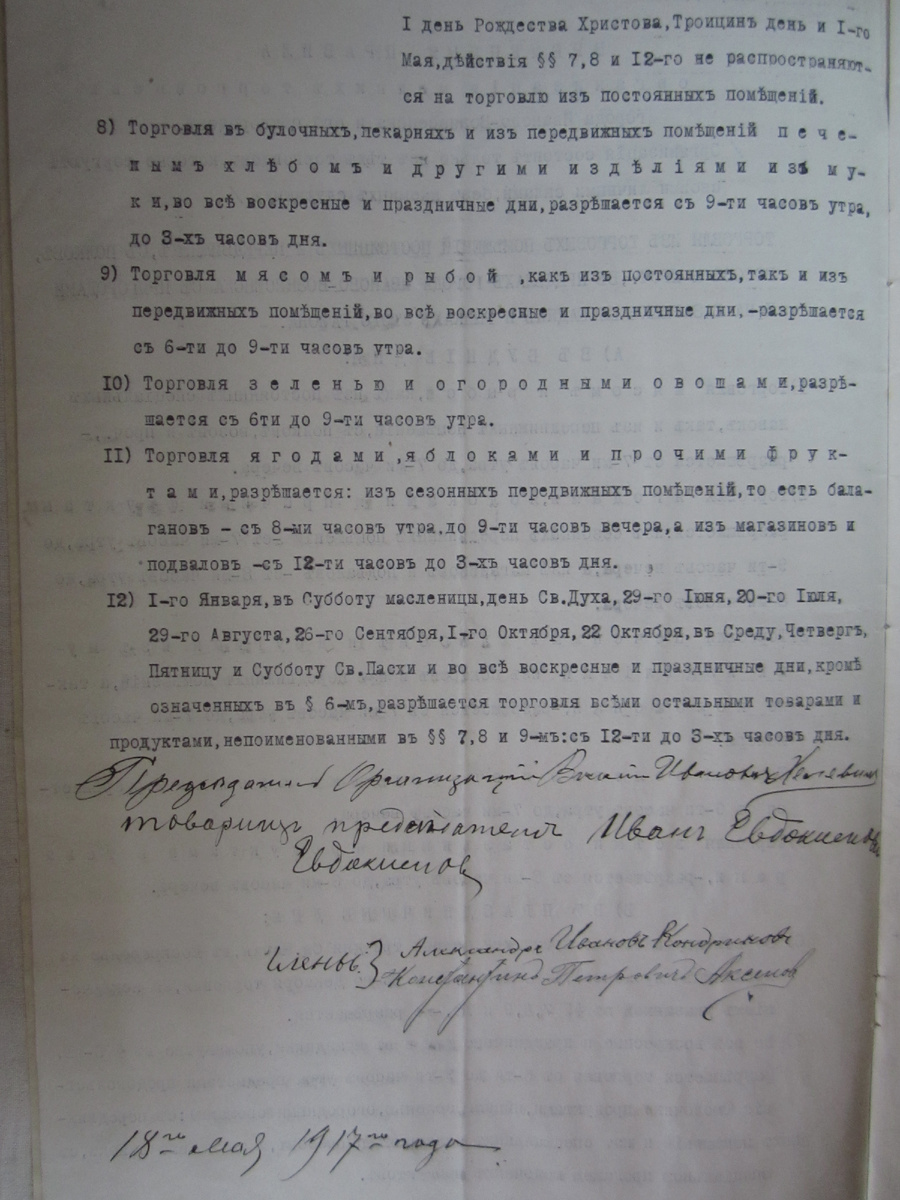 I день Рождества Христова,Троицинъ день и I-го
Мая,дѣйствія §§ 7,8 и 12-го не распространяют-
ся на торговлю изъ постоянныхъ помѣщеній.
8) Торговля въ булочныхъ,пекарняхъ и изъ передвижныхъ помѣщеній п е ч е-
н ы м ъ х л ѣ б о м ъ и д р у г и м и и з д ѣ л і я м и и з ъ м у-
к и,во всѣ воскресные и праздничные дни,разрѣшается съ 9-ти часовъ утра,
до 3-хъ часовъ дня.
9) Торговля м я с о м ъ и р ы б о й ,какъ изъ постоянныхъ,такъ и изъ
передвижныхъ помѣщеній,во всѣ воскресные и праздничные дни,-разрѣшается
съ 6-ти до 9-ти часовъ утра.
10) Торговля з е л е н ь ю и о г о р о д н ы м и о в о ш а м и,разрѣ-
шается съ 6ти до 9-ти часовъ утра.
II) Торговля я г о д а м и ,я б л о к а м и и п р о ч и м и ф р у к-
т а м и,разрѣшается: изъ сезонныхъ передвижныхъ помѣщеній,то есть бала-
гановъ - съ 8-ми часовъ утра.до 9-ти часовъ вечера,а изъ магазиновъ и
подваловъ -съ I2-ти часовъ до 3-хъ часовъ дня.
I2) I-го Января,въ Субботу масленицы,день Св.Духа,29-го Іюня,20-го Іюля,
29-го Августа,26-го Сентября,I-го Октября,22 Октября,въ Среду,Четвергъ,
Пятницу и Субботу Св.Пасхи и во всѣ воскресные и праздничные дни,кромѣ
означенныхъ въ § 6-мъ,разрѣшается торговля всѣми остальными товарами и
продуктами,непоименованными въ §§ 7,8 и 9-мъ:съ I2-ти до 3-хъ часовъ дня.
Предсѣдатель Организаціи Иванович
товарищъ председателя Иванъ Евдокимовъ
Евдокимов
Члены} Александръ Ивановъ Кондриковъ
Константинъ Петровичъ Аксенов
18го мая 1917го года